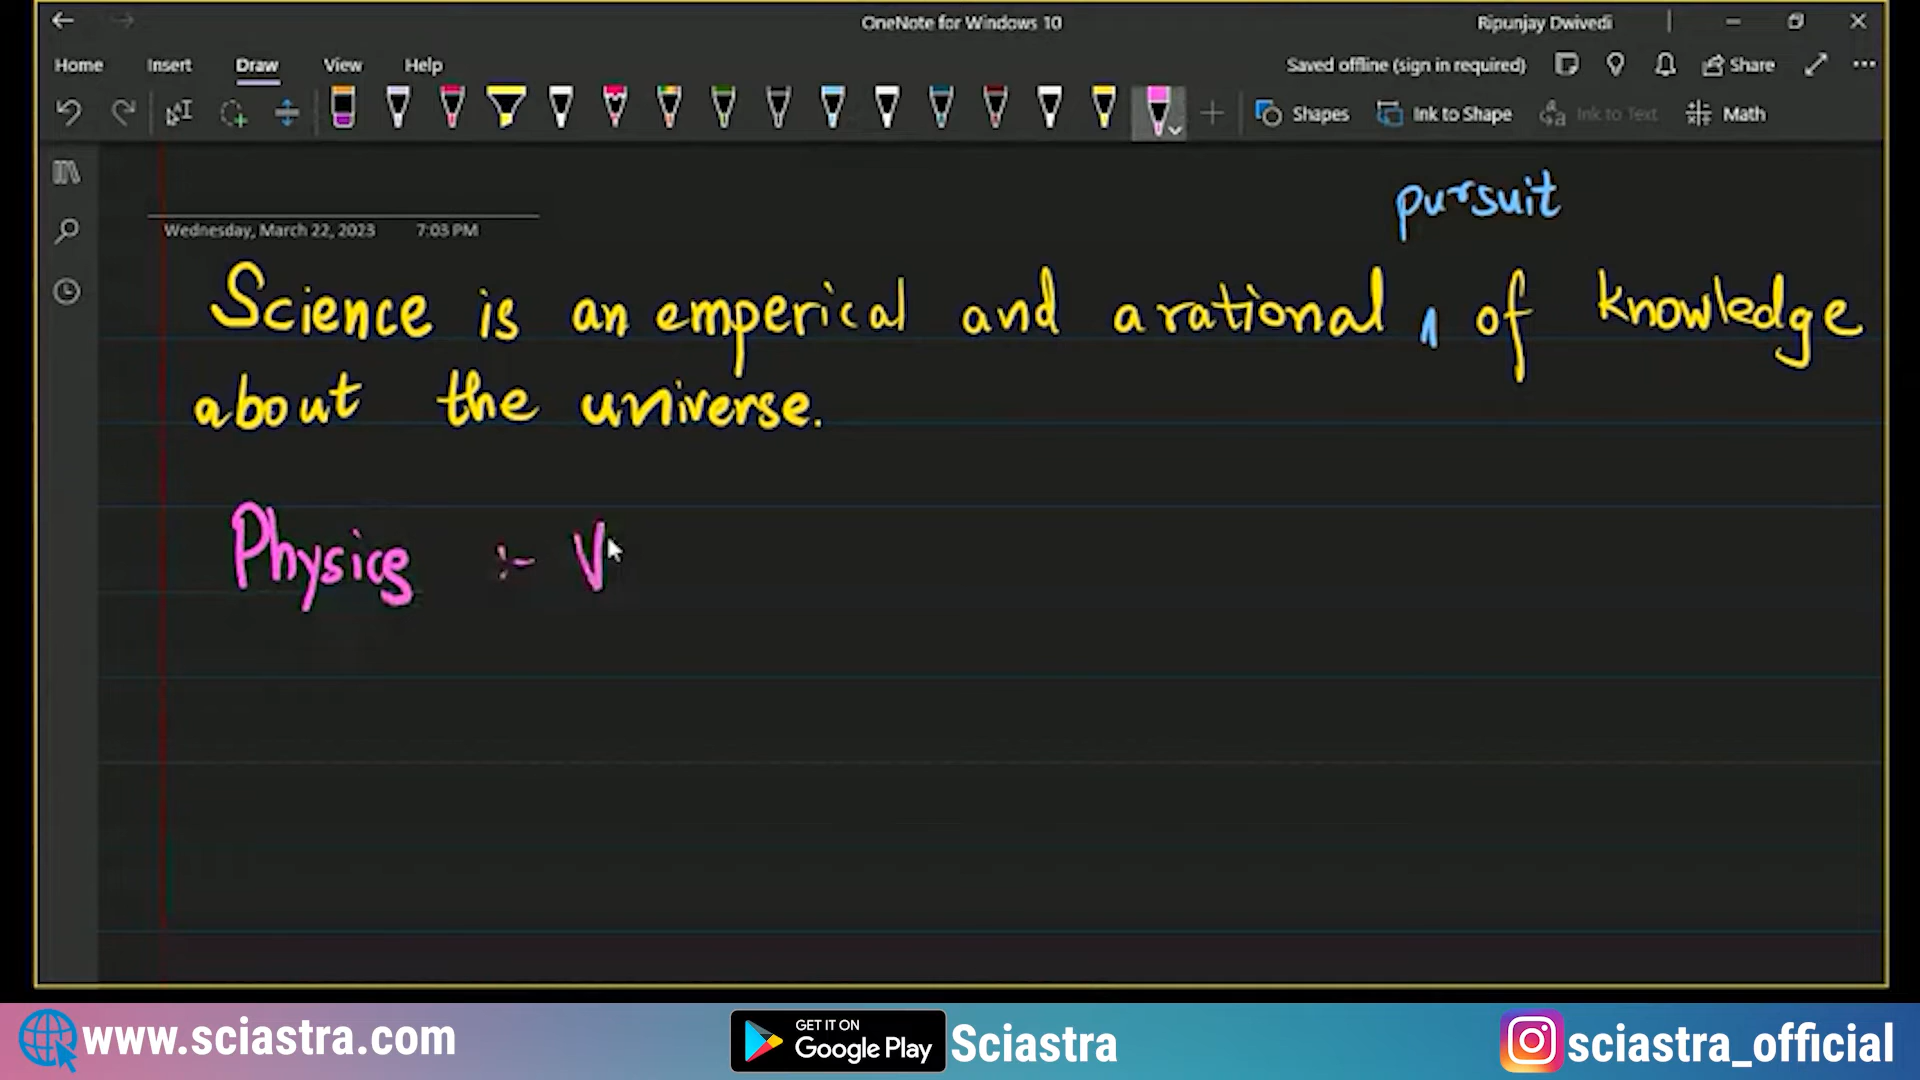 OneNote for Windows 10
Ripunjay Dwivedi
Home Insert Draw View Help
Saved offline (sign in required) Share
Shapes Ink to Shape Ink to Text Math
pursuit
Wednesday, March 22, 2023 7:03 PM
Science is an emperical and a rational ∧ of knowledge
about the universe.
Physics :- V
www.sciastra.com
GET IT ON
Google Play
Sciastra
sciastra_official